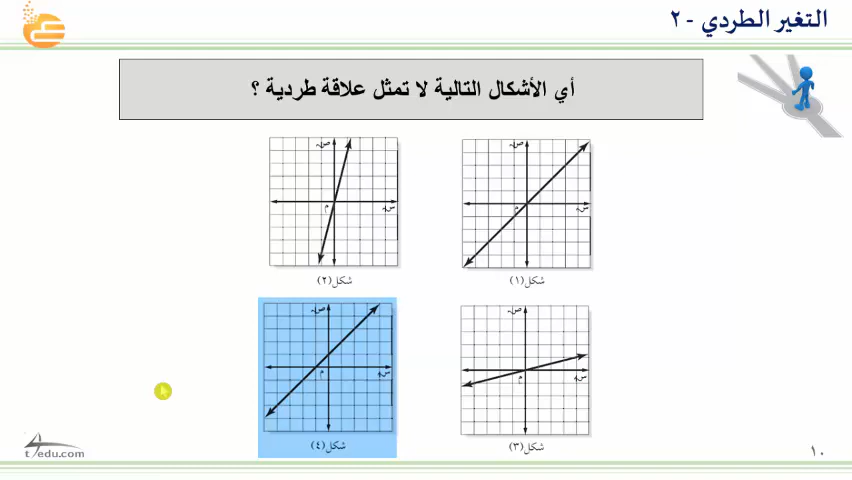 التغير الطردي - ٢
أي الأشكال التالية لا تمثل علاقة طردية ؟
ص
س
م
شكل(١)
ص
س
م
شكل(٢)
ص
س
م
شكل(٣)
ص
س
م
شكل(٤)
t4edu.com
١٠